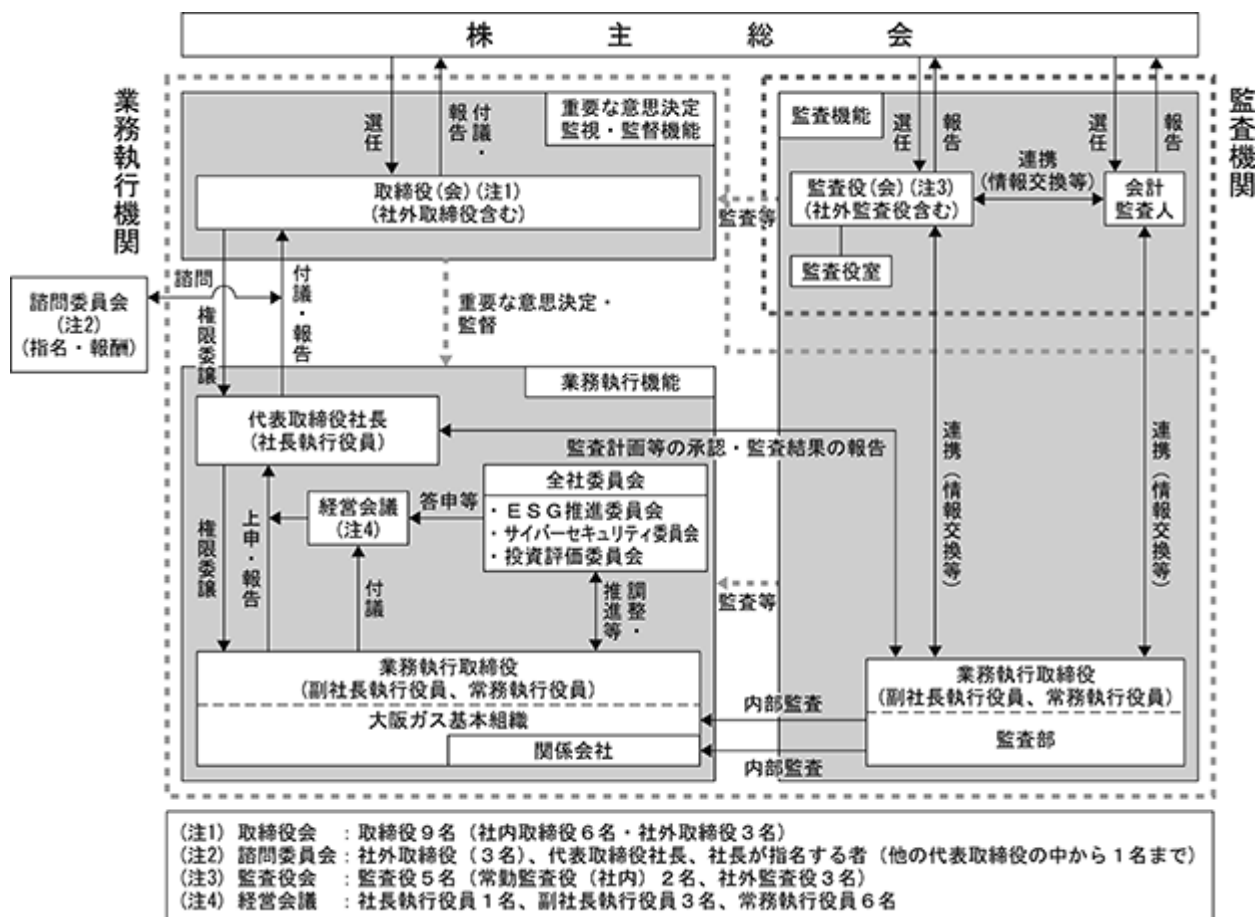 株主総会
業務執行機関
監査機関
選任
付議・
報告
重要な意思決定
監視・監督機能
取締役(会)(注1)
(社外取締役含む)
監査機能
選任
報告
選任
報告
連携
(情報交換等)
監査役(会)(注3)
(社外監査役含む)
会計
監査人
監査役室
監査等
諮問
諮問委員会
(注2)
(指名・報酬)
権限委譲
付議・報告
重要な意思決定・
監督
業務執行機能
代表取締役社長
(社長執行役員)
監査計画等の承認・監査結果の報告
全社委員会
・ESG推進委員会
・サイバーセキュリティ委員会
・投資評価委員会
答申等
経営会議
(注4)
権限委譲
上申・報告
付議
調整・
推進等
監査等
連携(情報交換等)
連携(情報交換等)
業務執行取締役
(副社長執行役員、常務執行役員)
大阪ガス基本組織
関係会社
内部監査
内部監査
業務執行取締役
(副社長執行役員、常務執行役員)
監査部
(注1) 取締役会 :取締役9名(社内取締役6名・社外取締役3名)
(注2) 諮問委員会:社外取締役(3名)、代表取締役社長、社長が指名する者(他の代表取締役の中から1名まで)
(注3) 監査役会 :監査役5名(常勤監査役(社内)2名、社外監査役3名)
(注4) 経営会議 :社長執行役員1名、副社長執行役員3名、常務執行役員6名